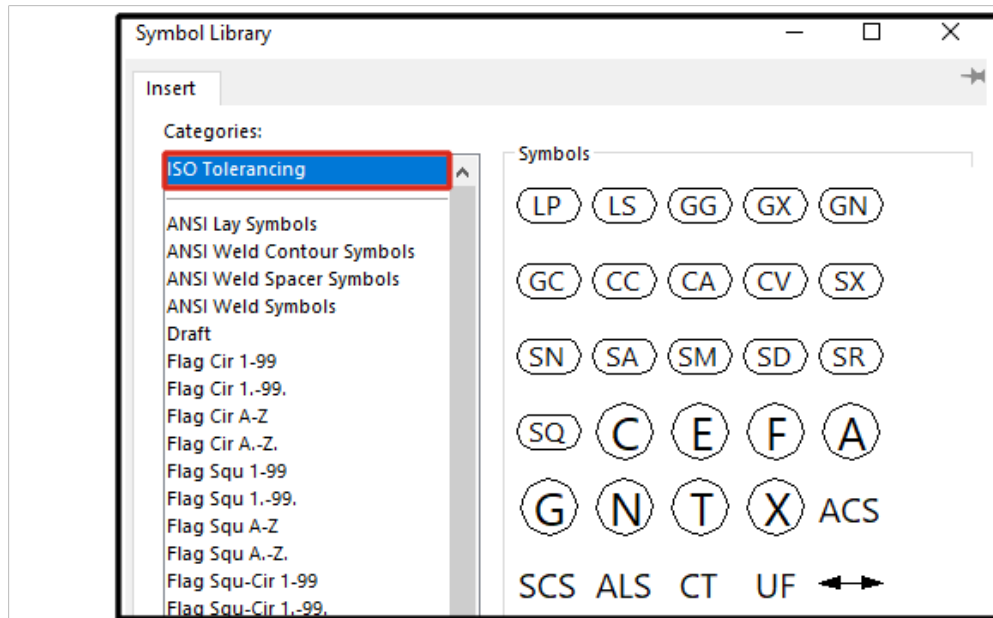 Symbol Library
Insert
Categories:
ISO Tolerancing
ANSI Lay Symbols
ANSI Weld Contour Symbols
ANSI Weld Spacer Symbols
ANSI Weld Symbols
Draft
Flag Cir 1-99
Flag Cir 1.-99.
Flag Cir A-Z
Flag Cir A.-Z.
Flag Squ 1-99
Flag Squ 1.-99.
Flag Squ A-Z
Flag Squ A.-Z.
Flag Squ-Cir 1-99
Flag Squ-Cir 1.-99.
Symbols
LP LS GG GX GN
GC CC CA CV SX
SN SA SM SD SR
SQ C E F A
G N T X ACS
SCS ALS CT UF